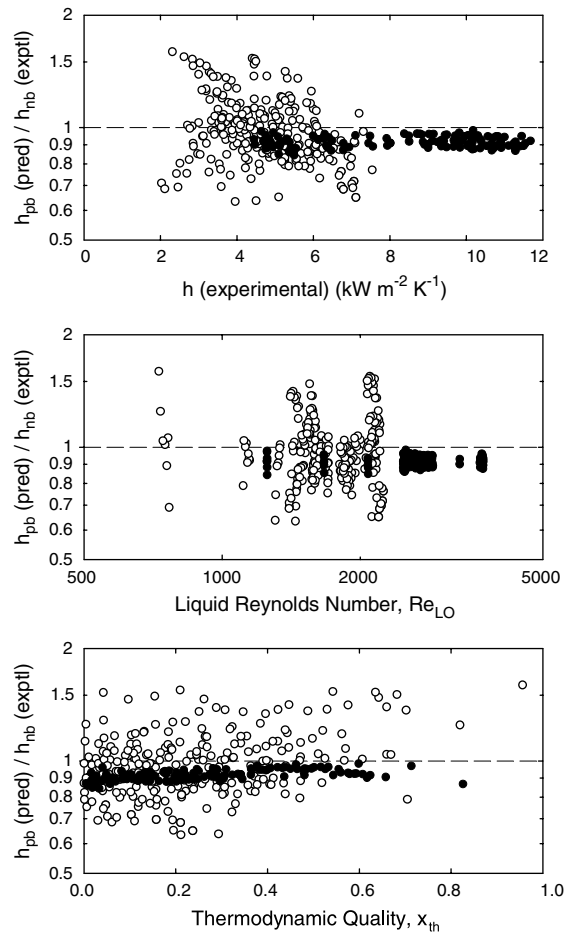 2
1.5
1
0.9
0.8
0.7
0.6
0.5
h_pb (pred) / h_nb (exptl)
0 2 4 6 8 10 12
h (experimental) (kW m⁻² K⁻¹)
2
1.5
1
0.9
0.8
0.7
0.6
0.5
h_pb (pred) / h_nb (exptl)
500 1000 2000 5000
Liquid Reynolds Number, Re_LO
2
1.5
1
0.9
0.8
0.7
0.6
0.5
h_pb (pred) / h_nb (exptl)
0.0 0.2 0.4 0.6 0.8 1.0
Thermodynamic Quality, x_th